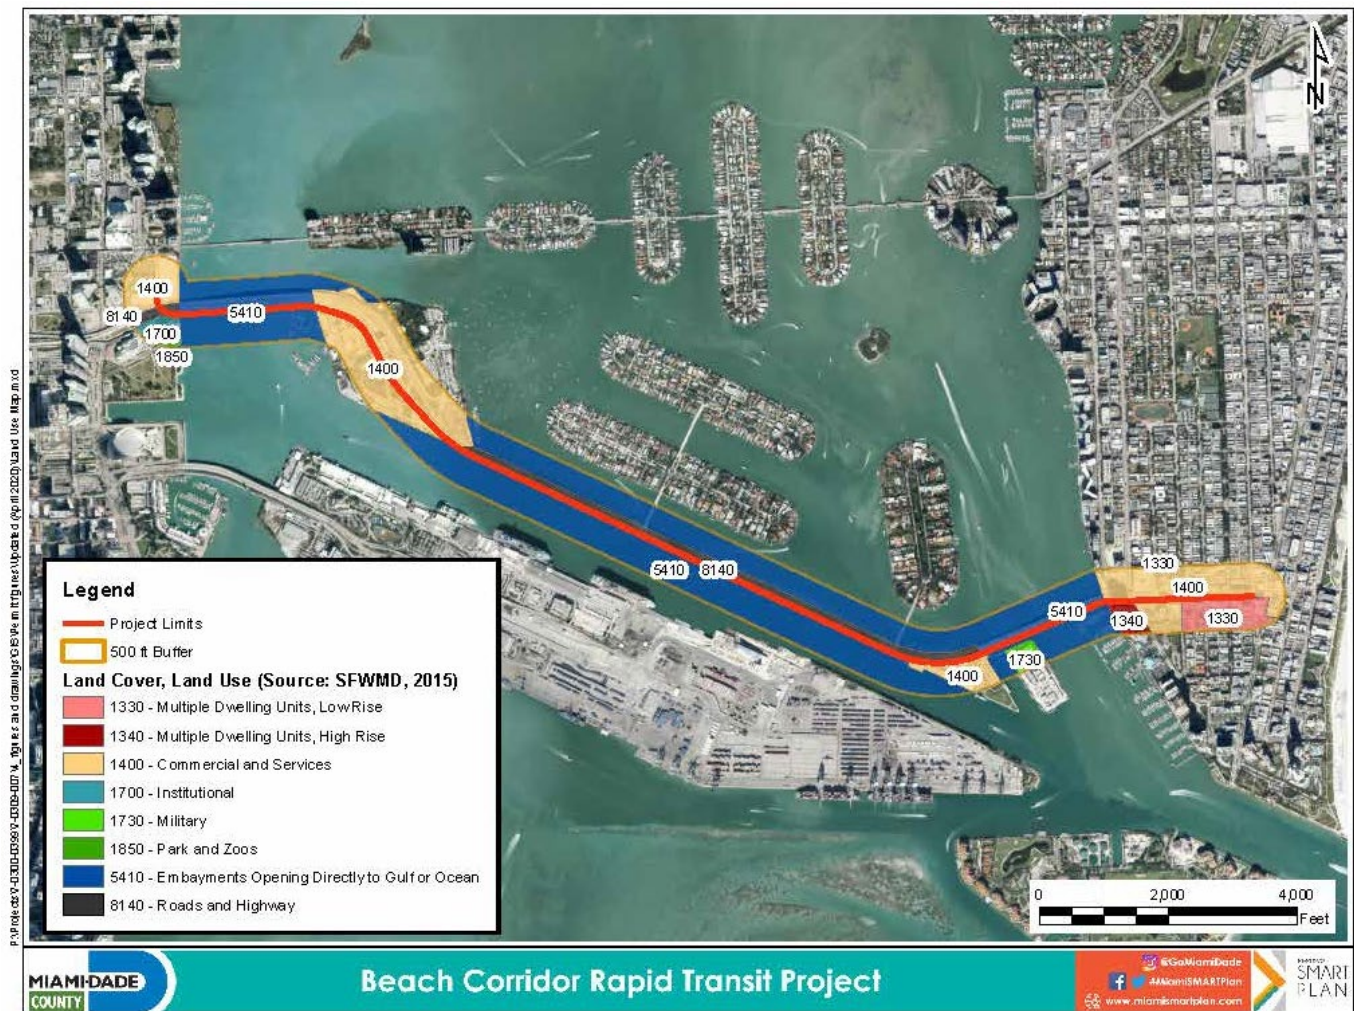 N
1400
8140
5410
1700
1850
1400
5410
8140
1330
1400
5410
1340
1330
1730
1400
Legend
Project Limits
500 ft Buffer
Land Cover, Land Use (Source: SFWMD, 2015)
1330 - Multiple Dwelling Units, Low Rise
1340 - Multiple Dwelling Units, High Rise
1400 - Commercial and Services
1700 - Institutional
1730 - Military
1850 - Park and Zoos
5410 - Embayments Opening Directly to Gulf or Ocean
8140 - Roads and Highway
0 2,000 4,000
Feet
MIAMI-DADE
COUNTY
Beach Corridor Rapid Transit Project
@GoMiamiDade
#MiamiSMARTPlan
www.miamismartplan.com
SMART
PLAN